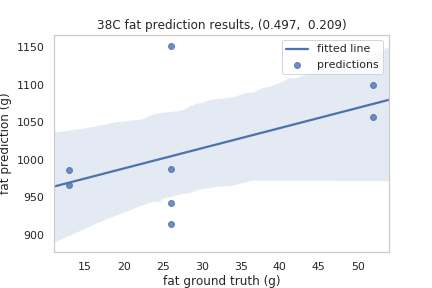 38C fat prediction results, (0.497,  0.209)
fitted line
predictions
fat prediction (g)
1150
1100
1050
1000
950
900
15 20 25 30 35 40 45 50
fat ground truth (g)